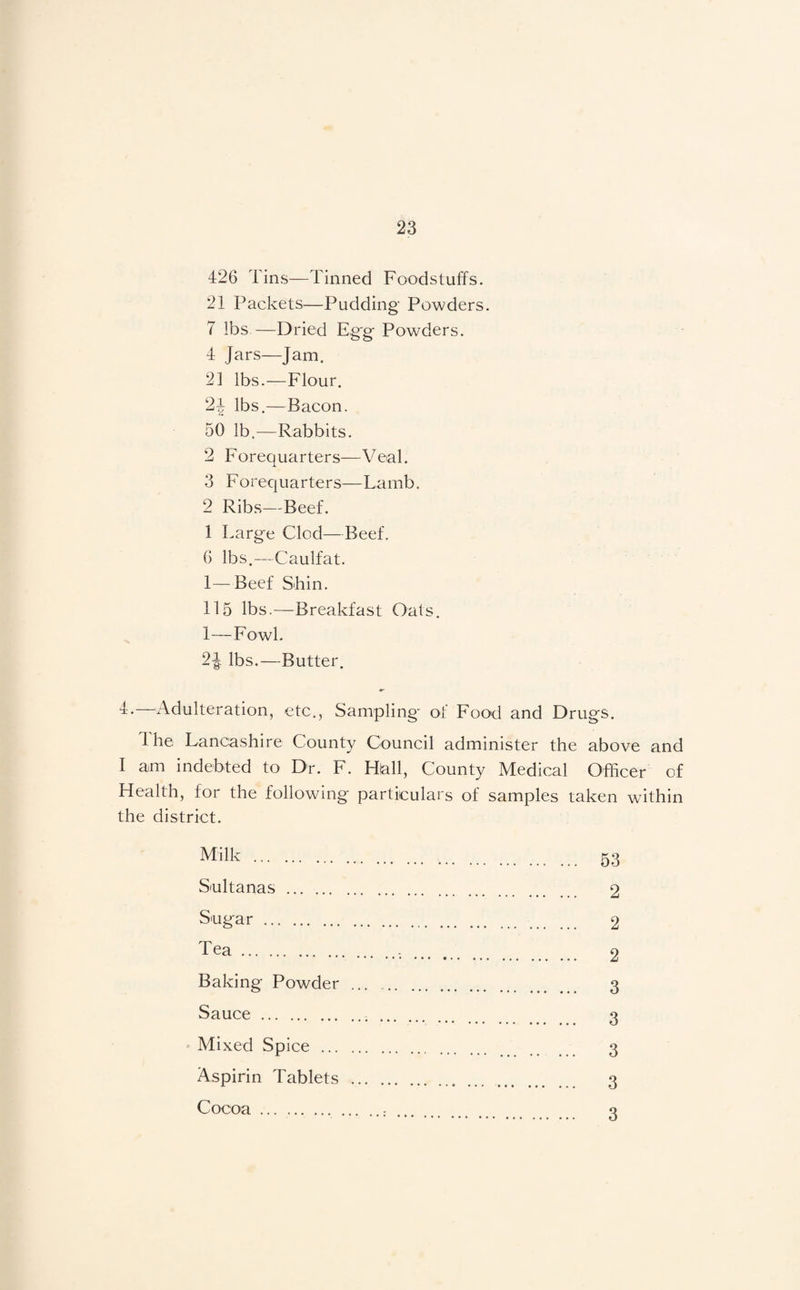 23
426 Tins—Tinned Foodstuffs.
21 Packets—Pudding Powders.
7 lbs.—Dried Egg Powders.
4 Jars—Jam.
21 lbs.—Flour.
2½ lbs.—Bacon.
50 lb.—Rabbits.
2 Forequarters—Veal.
3 Forequarters—Lamb.
2 Ribs—Beef.
1 Large Clod—Beef.
6 lbs.—Caulfat.
1—Beef Shin.
115 lbs.—Breakfast Oats.
1—Fowl.
2½ lbs.—Butter.
4.—Adulteration, etc., Sampling of Food and Drugs.
The Lancashire County Council administer the above and
I am indebted to Dr. F. Hall, County Medical Officer of
Health, for the following particulars of samples taken within
the district.
Milk ... ... ... ... ... ... ... ... ... ... ... 53
Sultanas ... ... ... ... ... ... ... ... ... ... 2
Sugar ... ... ... ... ... ... ... ... ... ... ... 2
Tea ... ... ... ... ... ... ... ... ... ... ... 2
Baking Powder ... ... ... ... ... ... ... ... 3
Sauce ... ... ... ... ... ... ... ... ... ... ... 3
Mixed Spice ... ... ... ... ... ... ... ... ... 3
Aspirin Tablets ... ... ... ... ... ... ... ... 3
Cocoa ... ... ... ... ... ... ... ... ... ... ... 3